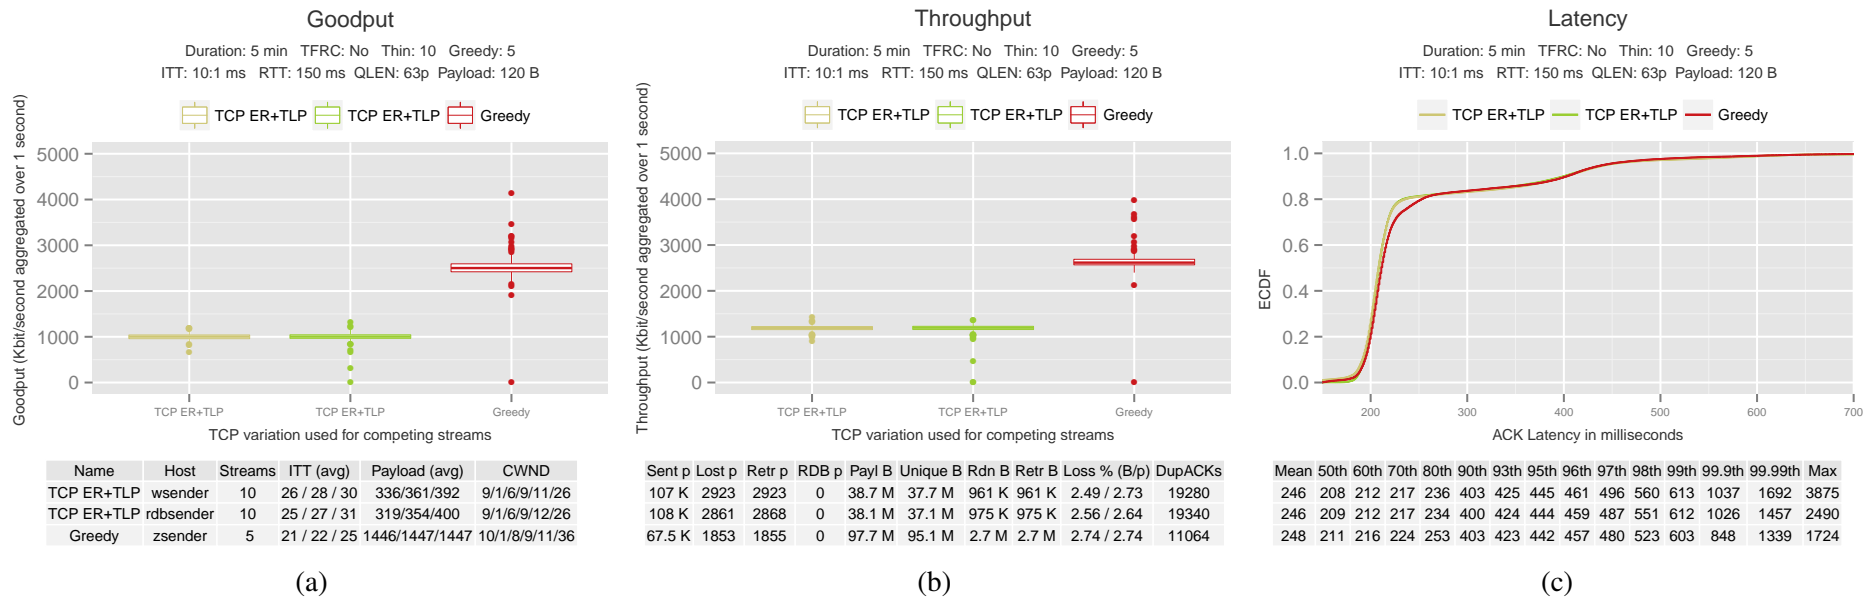 Goodput
Duration: 5 min TFRC: No Thin: 10 Greedy: 5
ITT: 10:1 ms RTT: 150 ms QLEN: 63p Payload: 120 B
TCP ER+TLP TCP ER+TLP Greedy
Goodput (Kbit/second aggregated over 1 second)
5000
4000
3000
2000
1000
0
TCP ER+TLP TCP ER+TLP Greedy
TCP variation used for competing streams
Name Host Streams ITT (avg) Payload (avg) CWND
TCP ER+TLP wsender 10 26 / 28 / 30 336/361/392 9/1/6/9/11/26
TCP ER+TLP rdbsender 10 25 / 27 / 31 319/354/400 9/1/6/9/12/26
Greedy zsender 5 21 / 22 / 25 1446/1447/1447 10/1/8/9/11/36
(a)
Throughput
Duration: 5 min TFRC: No Thin: 10 Greedy: 5
ITT: 10:1 ms RTT: 150 ms QLEN: 63p Payload: 120 B
TCP ER+TLP TCP ER+TLP Greedy
Throughput (Kbit/second aggregated over 1 second)
5000
4000
3000
2000
1000
0
TCP ER+TLP TCP ER+TLP Greedy
TCP variation used for competing streams
Sent p Lost p Retr p RDB p Payl B Unique B Rdn B Retr B Loss % (B/p) DupACKs
107 K 2923 2923 0 38.7 M 37.7 M 961 K 961 K 2.49 / 2.73 19280
108 K 2861 2868 0 38.1 M 37.1 M 975 K 975 K 2.56 / 2.64 19340
67.5 K 1853 1855 0 97.7 M 95.1 M 2.7 M 2.7 M 2.74 / 2.74 11064
(b)
Latency
Duration: 5 min TFRC: No Thin: 10 Greedy: 5
ITT: 10:1 ms RTT: 150 ms QLEN: 63p Payload: 120 B
TCP ER+TLP TCP ER+TLP Greedy
ECDF
1.0
0.8
0.6
0.4
0.2
0.0
200 300 400 500 600 700
ACK Latency in milliseconds
Mean 50th 60th 70th 80th 90th 93th 95th 96th 97th 98th 99th 99.9th 99.99th Max
246 208 212 217 236 403 425 445 461 496 560 613 1037 1692 3875
246 209 212 217 234 400 424 444 459 487 551 612 1026 1457 2490
248 211 216 224 253 403 423 442 457 480 523 603 848 1339 1724
(c)